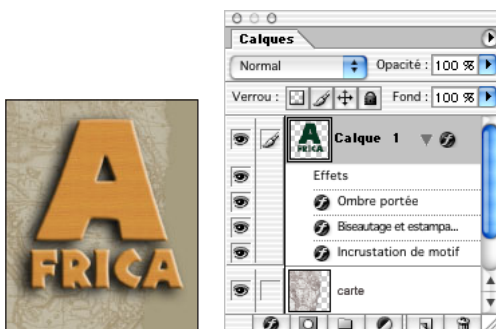 A
FRICA
Calques
Normal Opacité : 100 %
Verrou : Fond : 100 %
A
FRICA
Calque 1
Effets
Ombre portée
Biseautage et estampa...
Incrustation de motif
carte